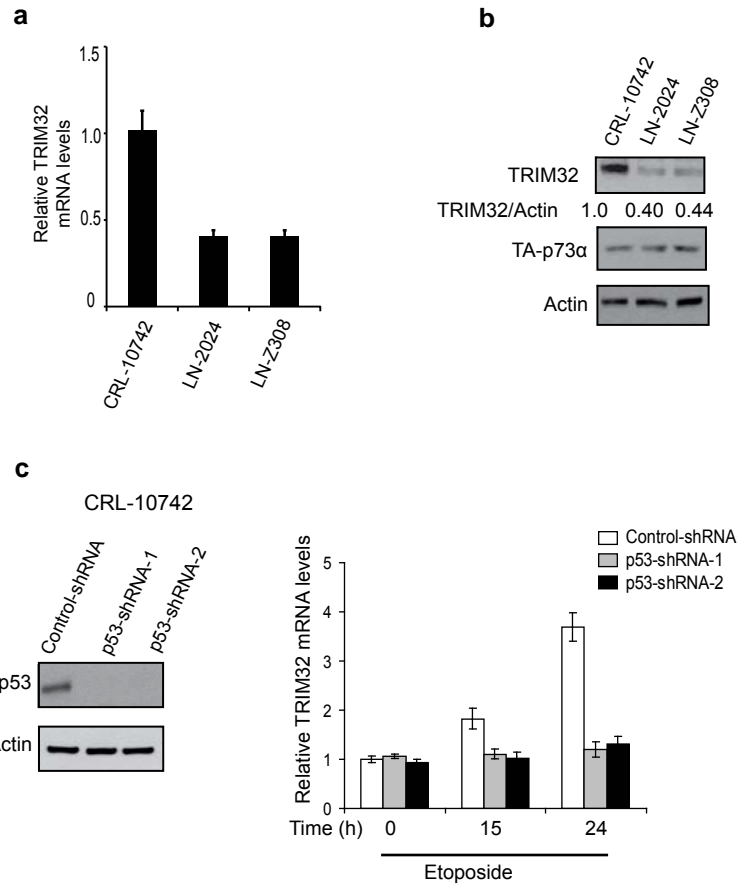 a
Relative TRIM32
mRNA levels
1.5
1.0
0.5
0
CRL-10742
LN-2024
LN-Z308
b
CRL-10742
LN-2024
LN-Z308
TRIM32
TRIM32/Actin 1.0 0.40 0.44
TA-p73α
Actin
c
CRL-10742
Control-shRNA
p53-shRNA-1
p53-shRNA-2
p53
Actin
Relative TRIM32 mRNA levels
5
4
3
2
1
0
Control-shRNA
p53-shRNA-1
p53-shRNA-2
Time (h) 0 15 24
Etoposide